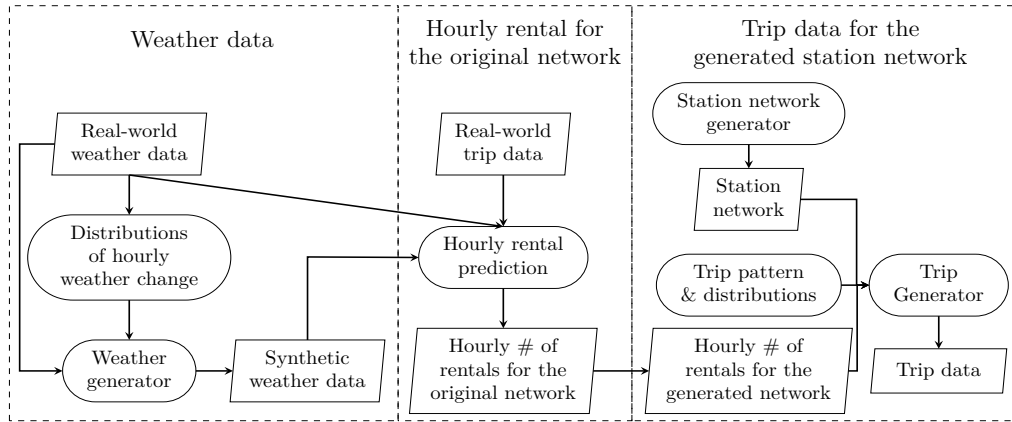 Weather data
Real-world
weather data
Distributions
of hourly
weather change
Weather
generator
Synthetic
weather data
Hourly rental for
the original network
Real-world
trip data
Hourly rental
prediction
Hourly # of
rentals for the
original network
Trip data for the
generated station network
Station network
generator
Station
network
Trip pattern
& distributions
Hourly # of
rentals for the
generated network
Trip
Generator
Trip data